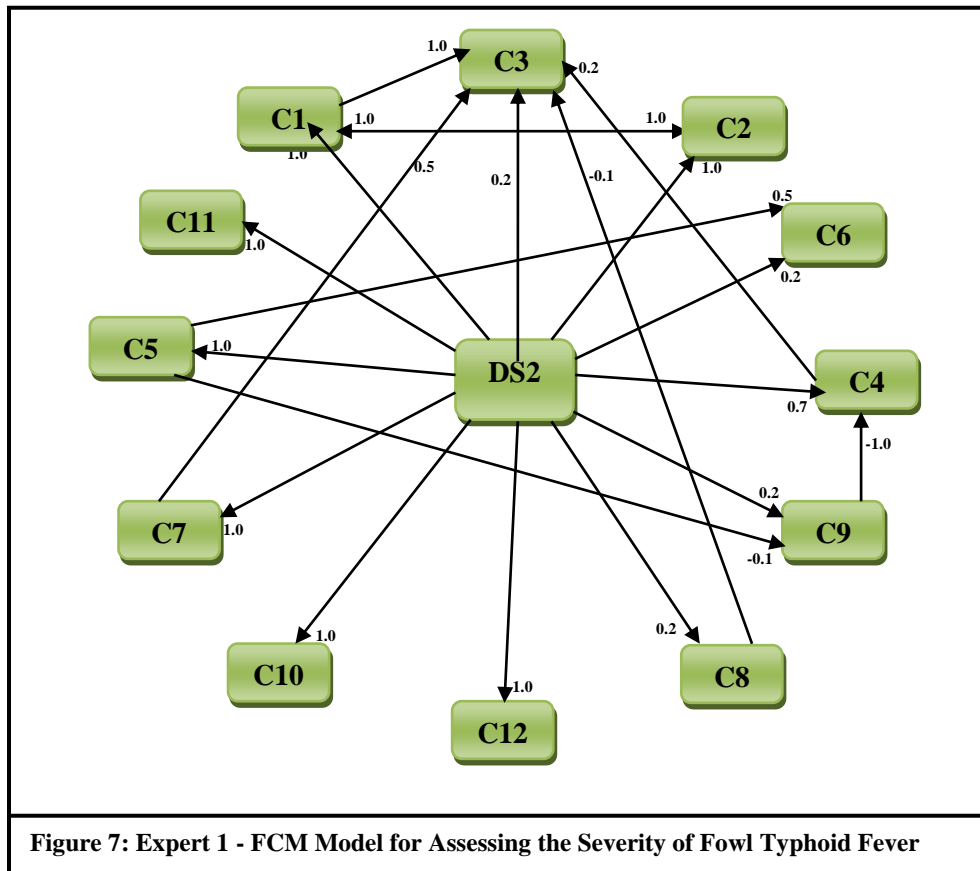 1.0
C3
0.2
C1
1.0
1.0
C2
1.0
0.5
0.2
-0.1
1.0
0.5
C11
1.0
C6
0.2
C5
1.0
DS2
C4
0.7
-1.0
0.2
C7
1.0
C9
-0.1
1.0
0.2
C10
C8
1.0
C12
Figure 7: Expert 1 - FCM Model for Assessing the Severity of Fowl Typhoid Fever